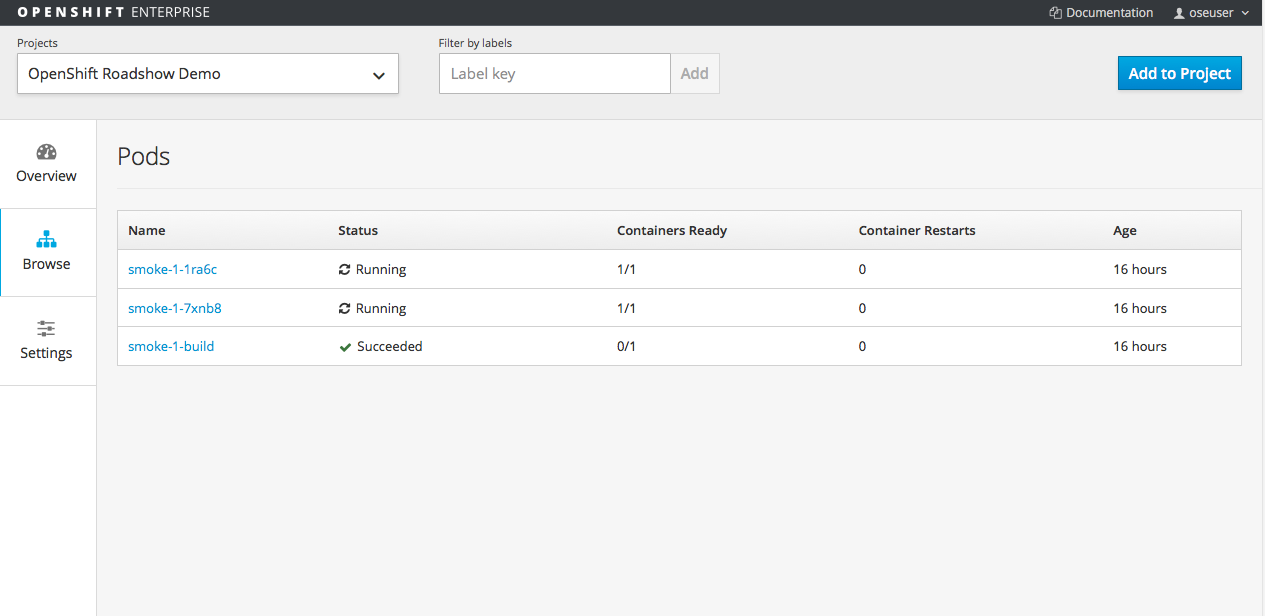 OPENSHIFT ENTERPRISE Documentation oseuser
Projects Filter by labels
OpenShift Roadshow Demo Label key Add Add to Project
Overview
Browse
Settings
Pods
Name Status Containers Ready Container Restarts Age
smoke-1-1ra6c Running 1/1 0 16 hours
smoke-1-7xnb8 Running 1/1 0 16 hours
smoke-1-build Succeeded 0/1 0 16 hours